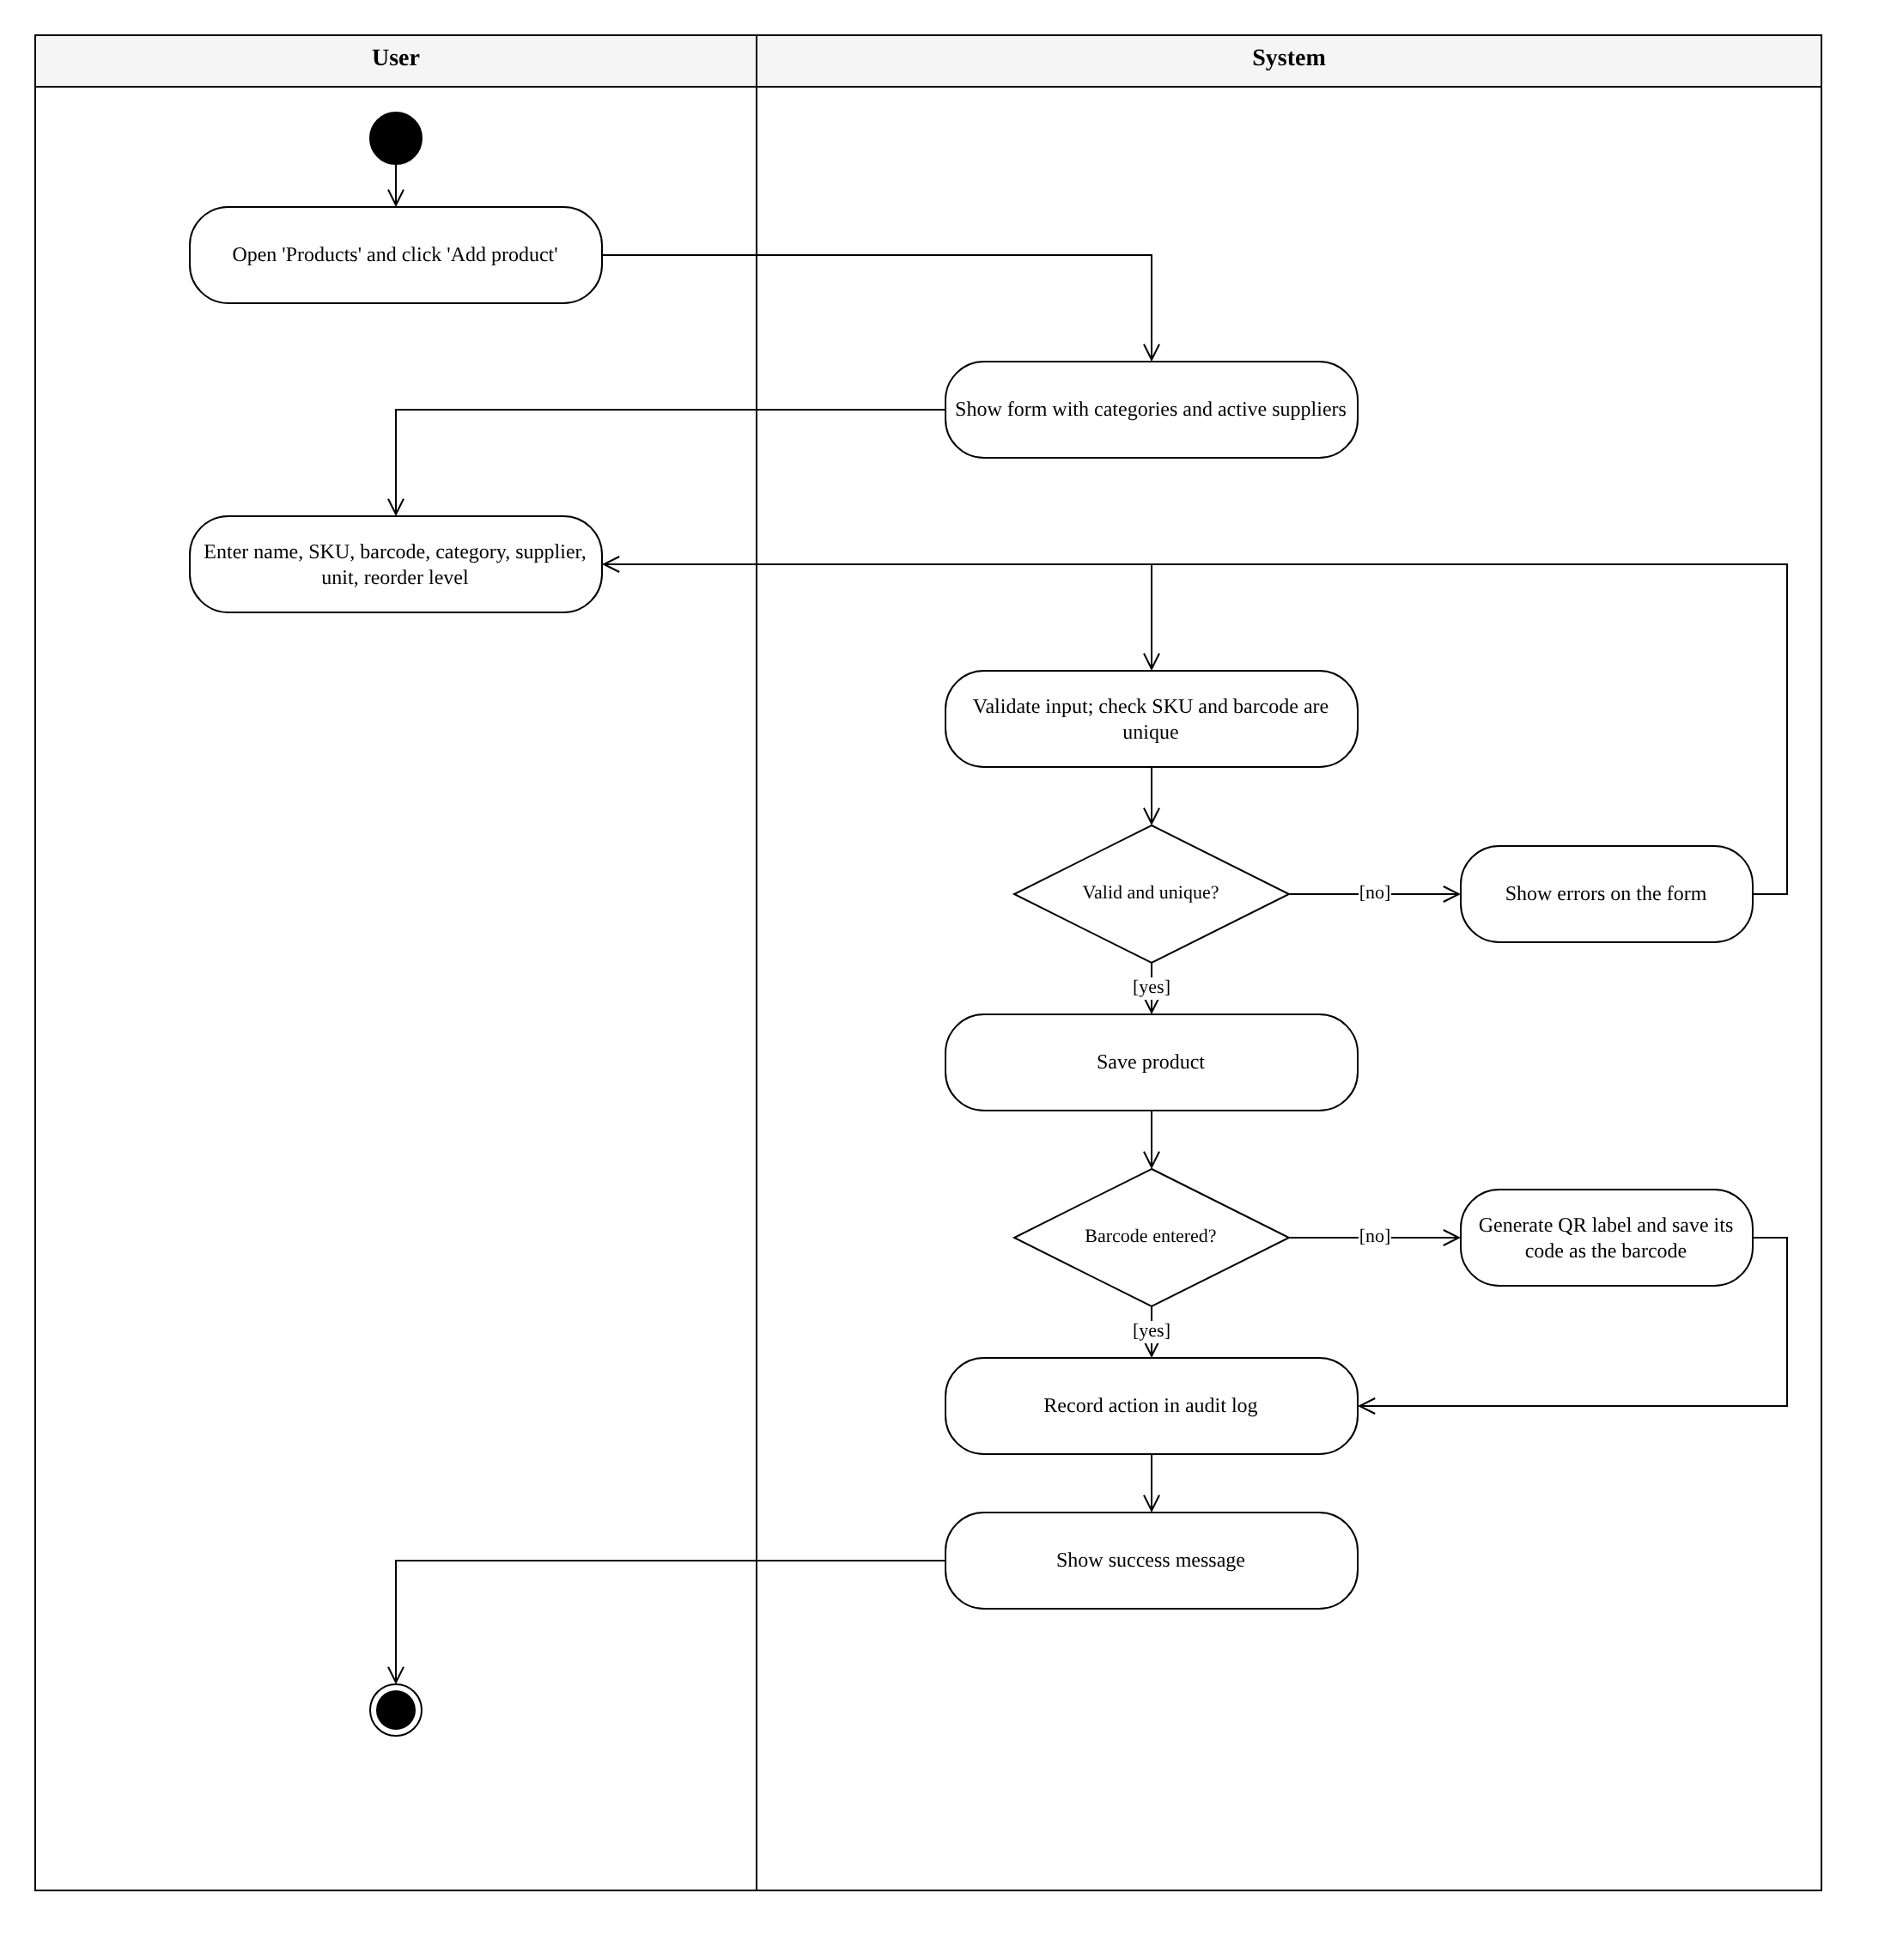 User
System
Open 'Products' and click 'Add product'
Show form with categories and active suppliers
Enter name, SKU, barcode, category, supplier,
unit, reorder level
Validate input; check SKU and barcode are
unique
Valid and unique?
[no]
Show errors on the form
[yes]
Save product
Barcode entered?
[no]
Generate QR label and save its
code as the barcode
[yes]
Record action in audit log
Show success message